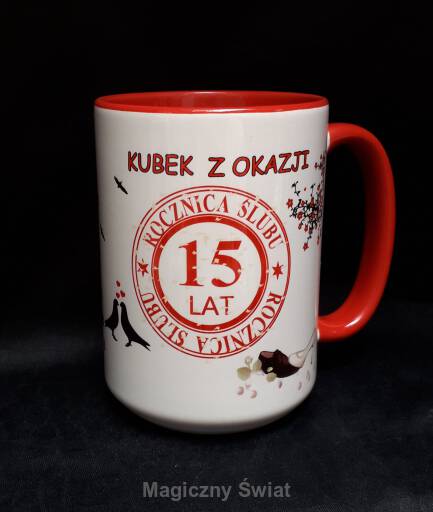 KUBEK Z OKAZJI
ROCZNICA ŚLUBU
15
LAT
ROCZNICA ŚLUBU
Magiczny Świat